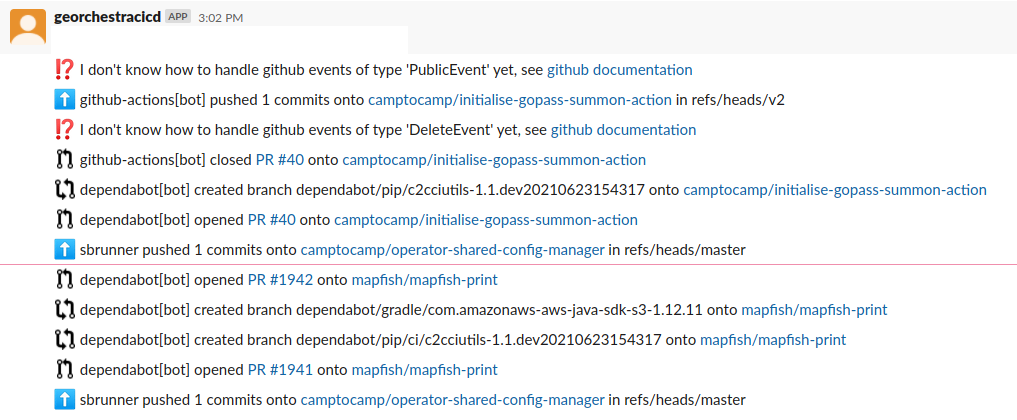 georchestracicd APP 3:02 PM
⁉️ I don't know how to handle github events of type 'PublicEvent' yet, see github documentation
⬆️ github-actions[bot] pushed 1 commits onto camptocamp/initialise-gopass-summon-action in refs/heads/v2
⁉️ I don't know how to handle github events of type 'DeleteEvent' yet, see github documentation
github-actions[bot] closed PR #40 onto camptocamp/initialise-gopass-summon-action
dependabot[bot] created branch dependabot/pip/c2cciutils-1.1.dev20210623154317 onto camptocamp/initialise-gopass-summon-action
dependabot[bot] opened PR #40 onto camptocamp/initialise-gopass-summon-action
⬆️ sbrunner pushed 1 commits onto camptocamp/operator-shared-config-manager in refs/heads/master
dependabot[bot] opened PR #1942 onto mapfish/mapfish-print
dependabot[bot] created branch dependabot/gradle/com.amazonaws-aws-java-sdk-s3-1.12.11 onto mapfish/mapfish-print
dependabot[bot] created branch dependabot/pip/ci/c2cciutils-1.1.dev20210623154317 onto mapfish/mapfish-print
dependabot[bot] opened PR #1941 onto mapfish/mapfish-print
⬆️ sbrunner pushed 1 commits onto camptocamp/operator-shared-config-manager in refs/heads/master